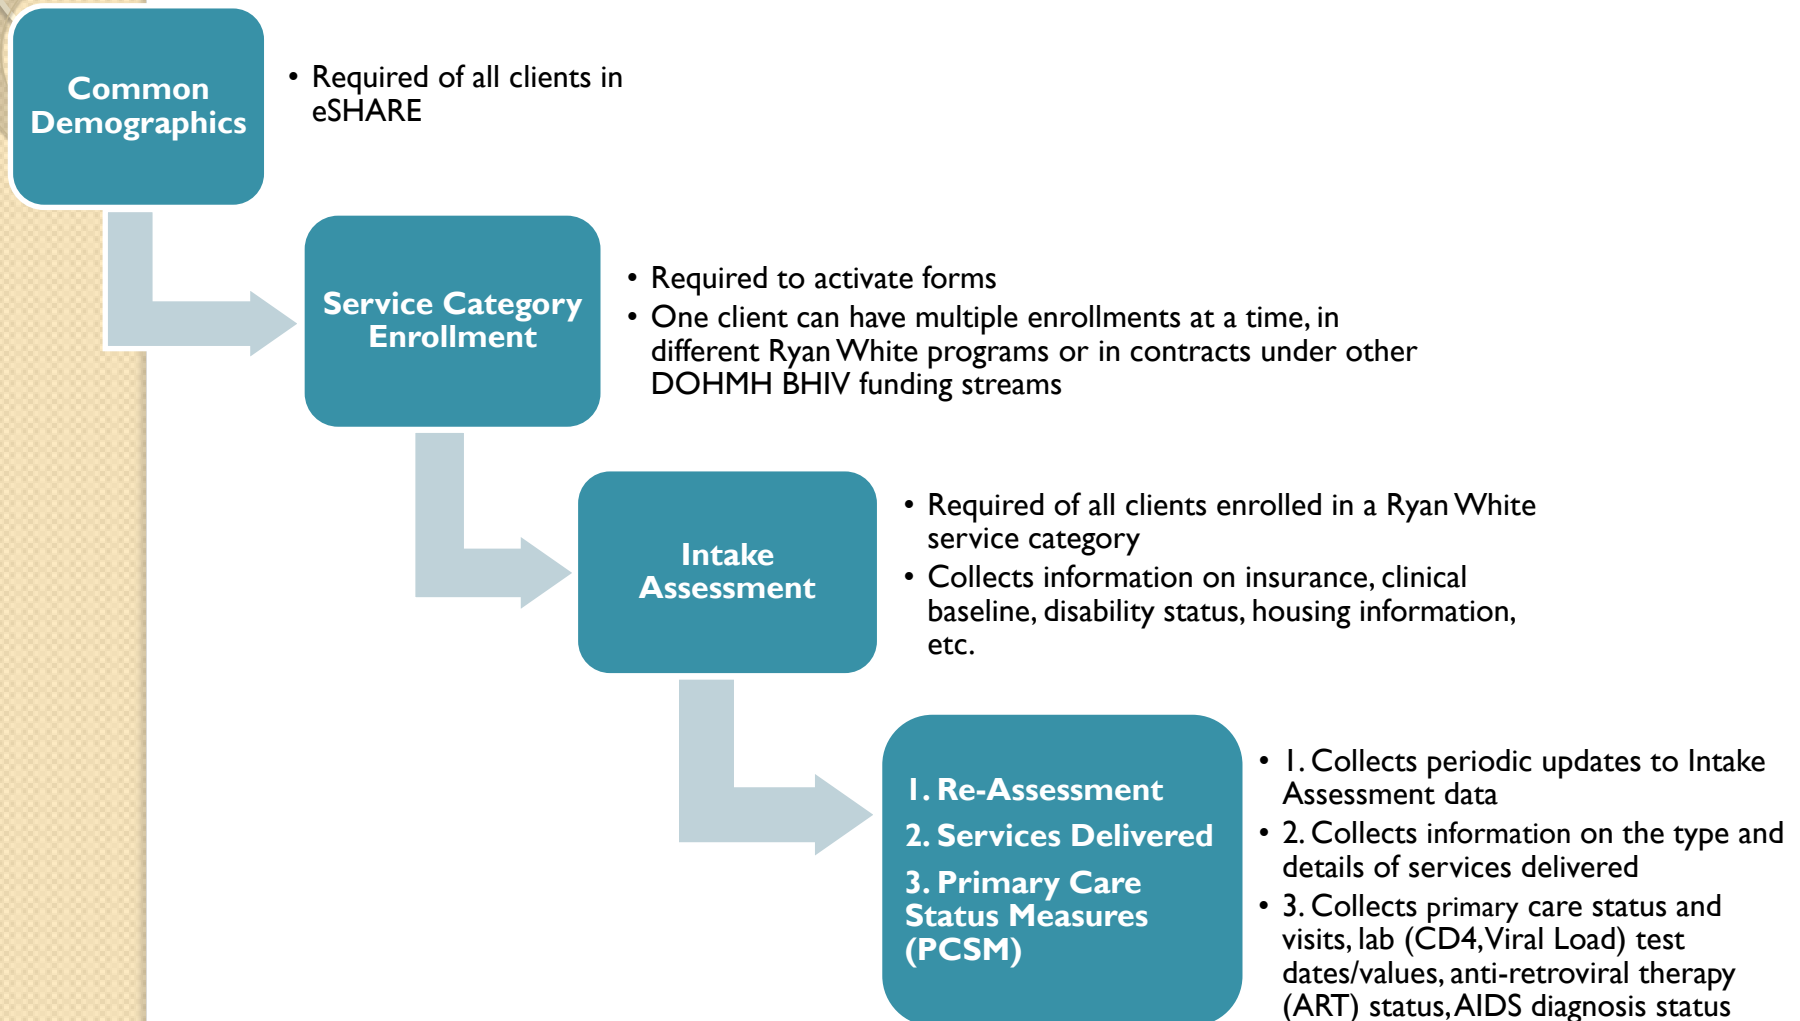 Common
Demographics
• Required of all clients in
eSHARE
Service Category
Enrollment
• Required to activate forms
• One client can have multiple enrollments at a time, in
different Ryan White programs or in contracts under other
DOHMH BHIV funding streams
Intake
Assessment
• Required of all clients enrolled in a Ryan White
service category
• Collects information on insurance, clinical
baseline, disability status, housing information,
etc.
1. Re-Assessment
2. Services Delivered
3. Primary Care
Status Measures
(PCSM)
• 1. Collects periodic updates to Intake
Assessment data
• 2. Collects information on the type and
details of services delivered
• 3. Collects primary care status and
visits, lab (CD4, Viral Load) test
dates/values, anti-retroviral therapy
(ART) status, AIDS diagnosis status